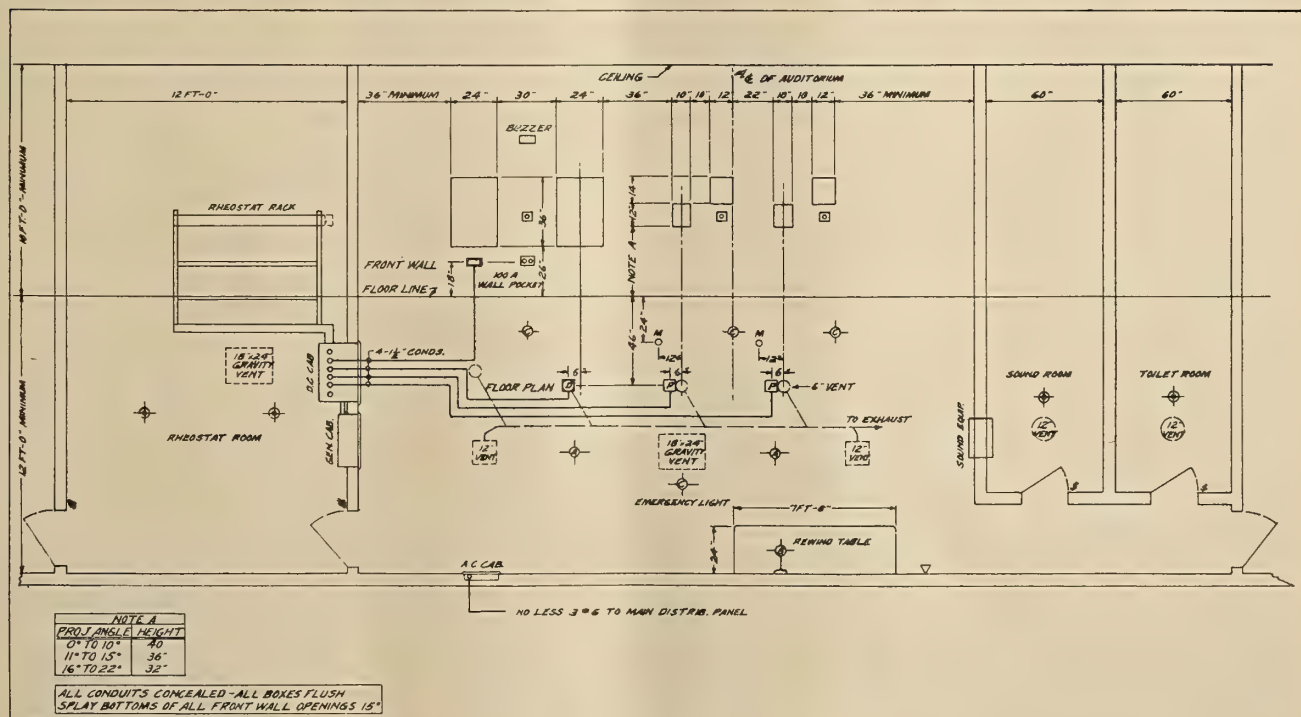 CEILING
℄ OF AUDITORIUM
12 FT-0"
36" MINIMUM
24"
30"
24"
36"
10"
18"
12"
22"
12"
36" MINIMUM
60"
60"
BUZZER
RHEOSTAT RACK
36"
14"
12"
NOTE A
FRONT WALL
18"
26"
100 A
WALL POCKET
FLOOR LINE
46"
24"
M
M
12"
12"
4-1½" CONDS.
6"
6"
6"
18"x24"
GRAVITY
VENT
D.C. CAB.
FLOOR PLAN
P
P
6" VENT
SOUND ROOM
TOILET ROOM
12 FT-0" MINIMUM
RHEOSTAT ROOM
GEN. CAB.
TO EXHAUST
12"
VENT
18"x24"
GRAVITY
VENT
12"
VENT
SOUND EQUIP.
12"
VENT
12"
VENT
C
C
C
C
A
A
S
S
EMERGENCY LIGHT
7FT-6"
24"
REWIND TABLE
A C CAB.
NO LESS 3 #6 TO MAIN DISTRIB. PANEL
NOTE A
PROJ ANGLE HEIGHT
0° TO 10° 40
11° TO 15° 36"
16° TO 22° 32"
ALL CONDUITS CONCEALED - ALL BOXES FLUSH
SPLAY BOTTOMS OF ALL FRONT WALL OPENINGS 15°